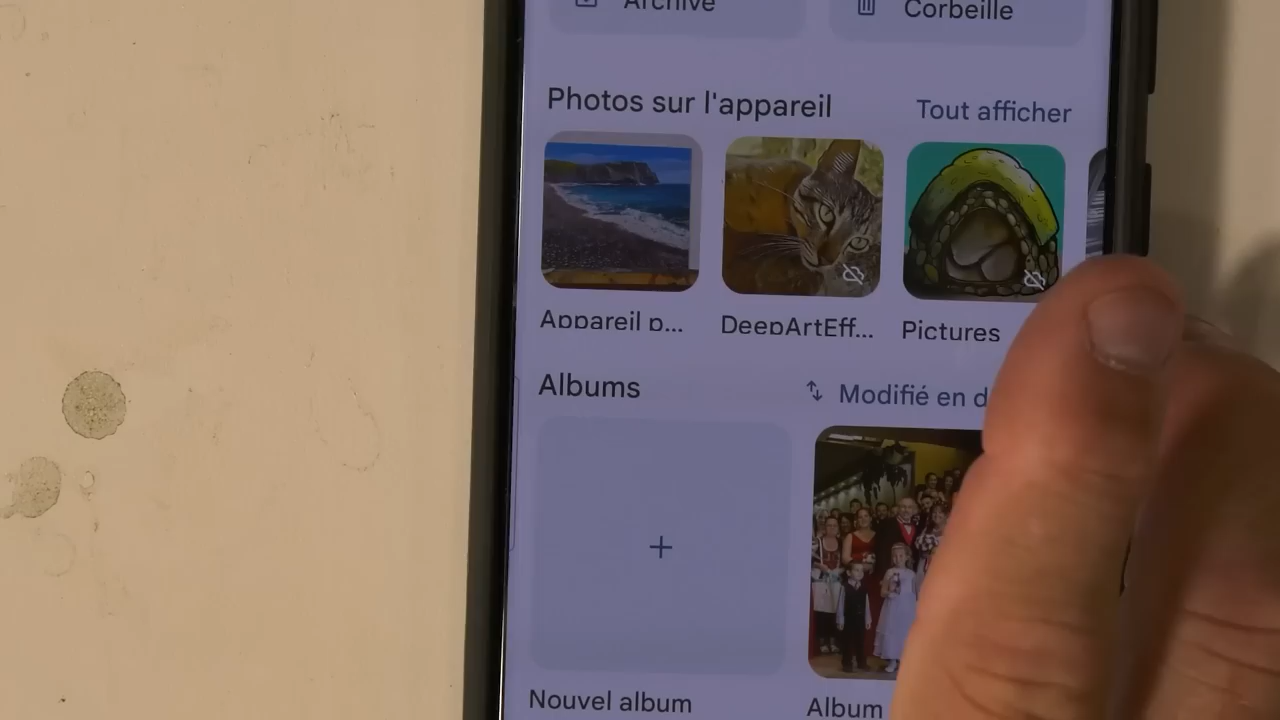 Archive
Corbeille
Photos sur l'appareil
Tout afficher
Appareil p...
DeepArtEff...
Pictures
Albums
Modifié en d
Nouvel album
Album